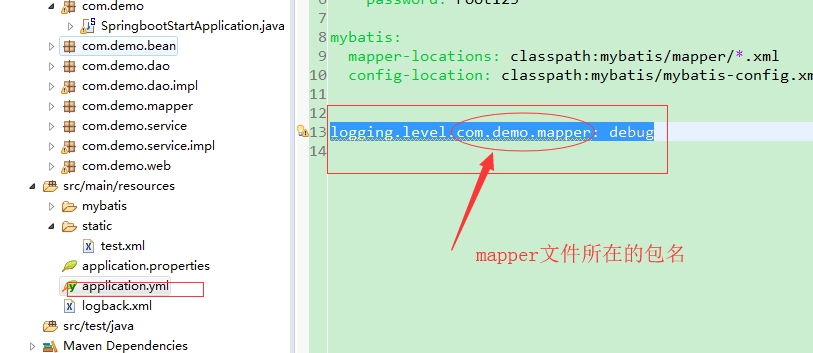 com.demo
SpringbootStartApplication.java
com.demo.bean
com.demo.dao
com.demo.dao.impl
com.demo.mapper
com.demo.service
com.demo.service.impl
com.demo.web
src/main/resources
mybatis
static
test.xml
application.properties
application.yml
logback.xml
src/test/java
Maven Dependencies
password: root123
7
8 mybatis:
9 mapper-locations: classpath:mybatis/mapper/*.xml
10 config-location: classpath:mybatis/mybatis-config.xm
11
12
13 logging.level.com.demo.mapper: debug
14
mapper文件所在的包名